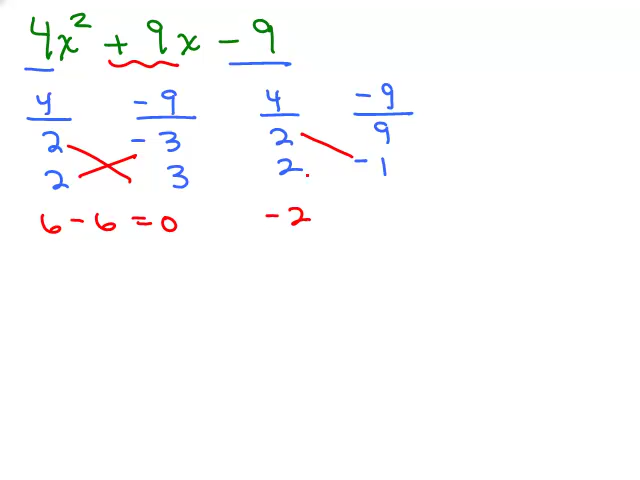 4x² + 9x - 9
4 -9 4 -9
2 -3 2 9
2 3 2 -1
6 - 6 = 0 -2